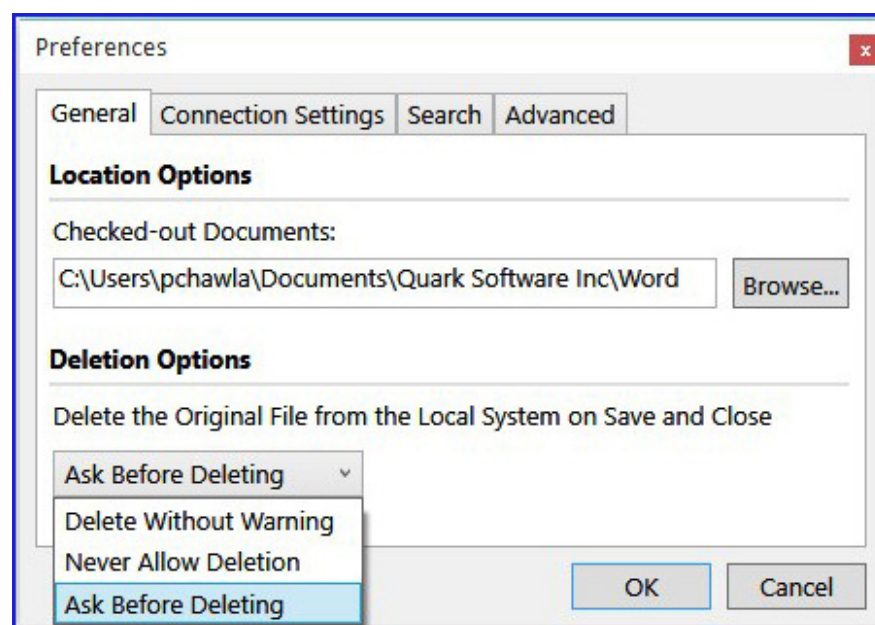 Preferences
x
General Connection Settings Search Advanced
Location Options
Checked-out Documents:
C:\Users\pchawla\Documents\Quark Software Inc\Word Browse...
Deletion Options
Delete the Original File from the Local System on Save and Close
Ask Before Deleting
Delete Without Warning
Never Allow Deletion
Ask Before Deleting
OK Cancel